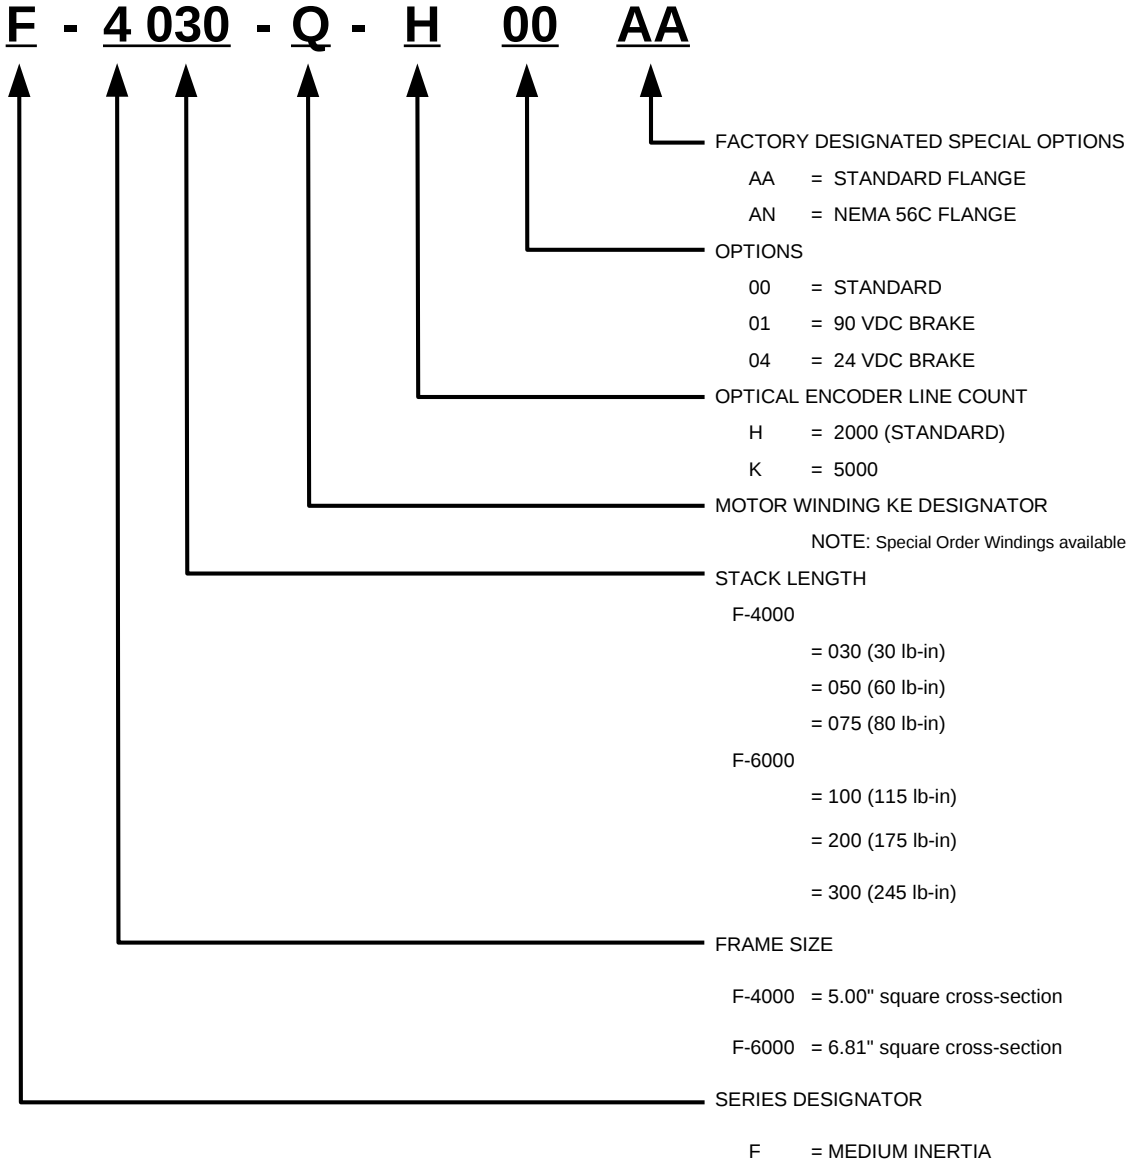 F - 4 030 - Q - H 00 AA
FACTORY DESIGNATED SPECIAL OPTIONS
AA = STANDARD FLANGE
AN = NEMA 56C FLANGE
OPTIONS
00 = STANDARD
01 = 90 VDC BRAKE
04 = 24 VDC BRAKE
OPTICAL ENCODER LINE COUNT
H = 2000 (STANDARD)
K = 5000
MOTOR WINDING KE DESIGNATOR
NOTE: Special Order Windings available
STACK LENGTH
F-4000
= 030 (30 lb-in)
= 050 (60 lb-in)
= 075 (80 lb-in)
F-6000
= 100 (115 lb-in)
= 200 (175 lb-in)
= 300 (245 lb-in)
FRAME SIZE
F-4000 = 5.00" square cross-section
F-6000 = 6.81" square cross-section
SERIES DESIGNATOR
F = MEDIUM INERTIA